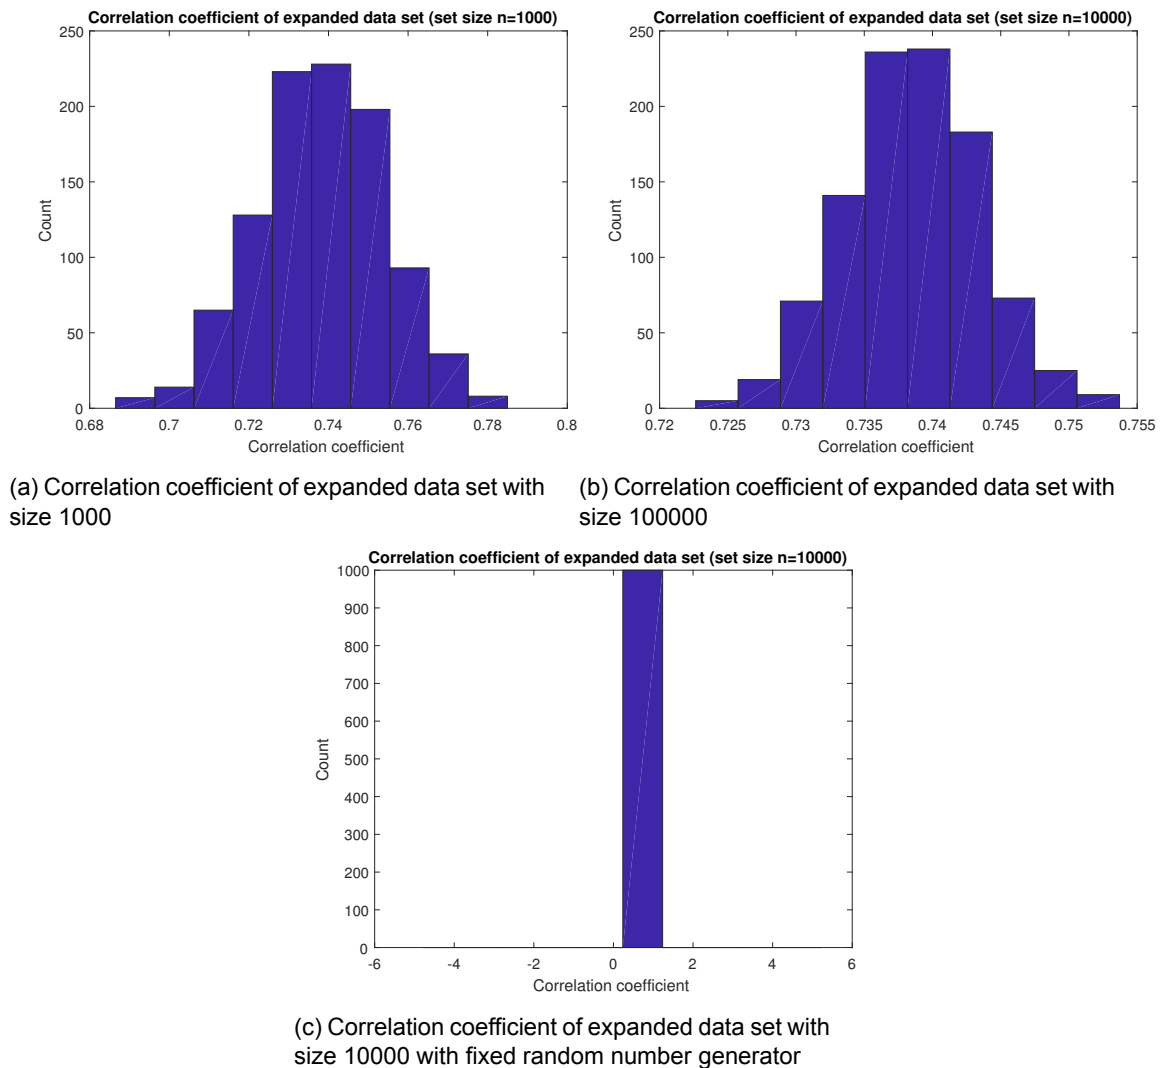 Correlation coefficient of expanded data set (set size n=1000)
250
200
150
100
50
0
Count
0.68 0.7 0.72 0.74 0.76 0.78 0.8
Correlation coefficient
(a) Correlation coefficient of expanded data set with
size 1000
Correlation coefficient of expanded data set (set size n=10000)
250
200
150
100
50
0
Count
0.72 0.725 0.73 0.735 0.74 0.745 0.75 0.755
Correlation coefficient
(b) Correlation coefficient of expanded data set with
size 100000
Correlation coefficient of expanded data set (set size n=10000)
1000
900
800
700
600
500
400
300
200
100
0
Count
-6 -4 -2 0 2 4 6
Correlation coefficient
(c) Correlation coefficient of expanded data set with
size 10000 with fixed random number generator